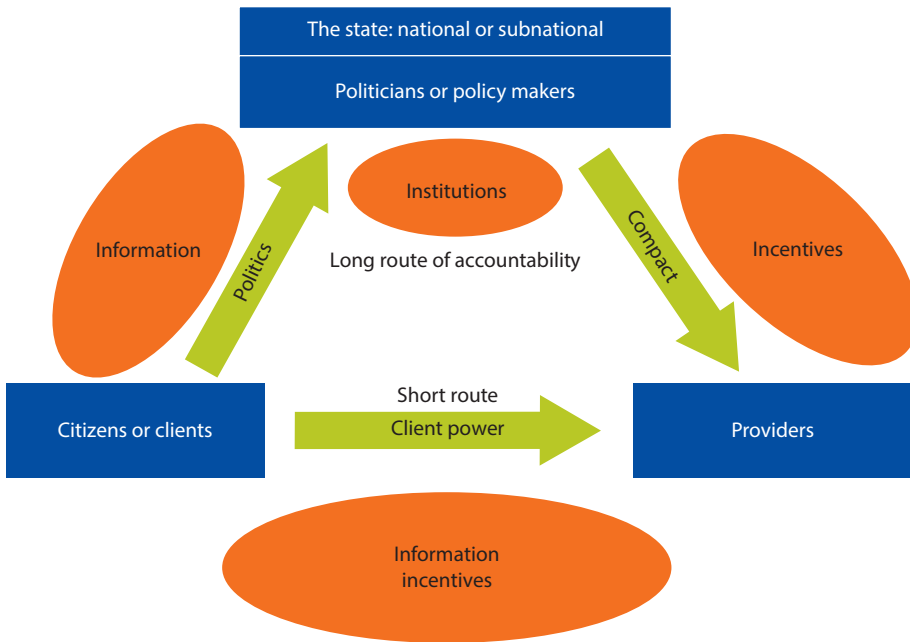 The state: national or subnational
Politicians or policy makers
Institutions
Information
Politics
Compact
Incentives
Long route of accountability
Citizens or clients
Short route
Client power
Providers
Information
incentives